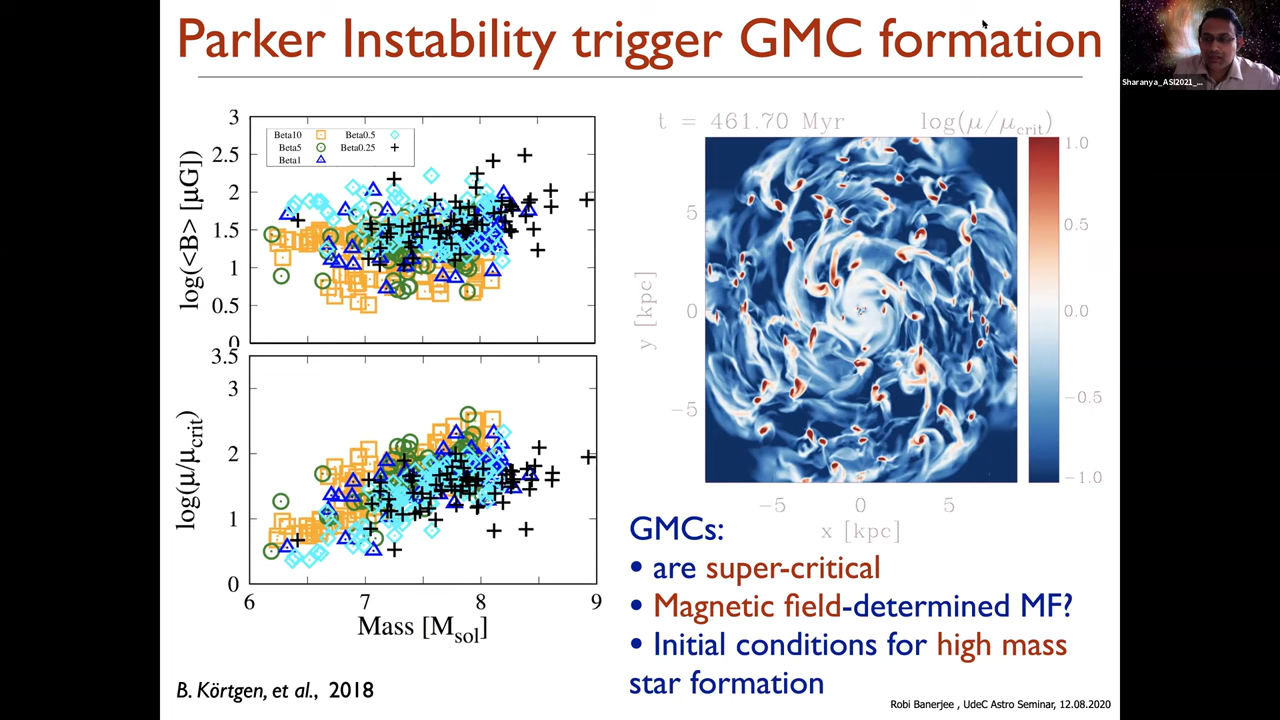 Parker Instability trigger GMC formation
Sharanya_ASI2021_...
3
2.5
2
1.5
1
0.5
0
log(<B> [μG])
Beta10
Beta0.5
Beta5
Beta0.25
Beta1
3.5
3
2
1
0
log(μ/μcrit)
6
7
8
9
Mass [Msol]
t = 461.70 Myr
log(μ/μcrit)
5
0
−5
y [kpc]
−5
0
5
x [kpc]
1.0
0.5
0.0
−0.5
−1.0
GMCs:
• are super-critical
• Magnetic field-determined MF?
• Initial conditions for high mass
star formation
B. Körtgen, et al., 2018
Robi Banerjee , UdeC Astro Seminar, 12.08.2020